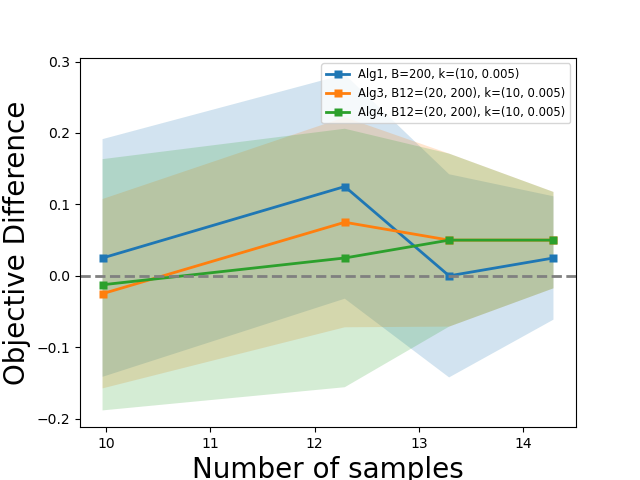 0.3
0.2
0.1
0.0
−0.1
−0.2
Objective Difference
Alg1, B=200, k=(10, 0.005)
Alg3, B12=(20, 200), k=(10, 0.005)
Alg4, B12=(20, 200), k=(10, 0.005)
10 11 12 13 14
Number of samples